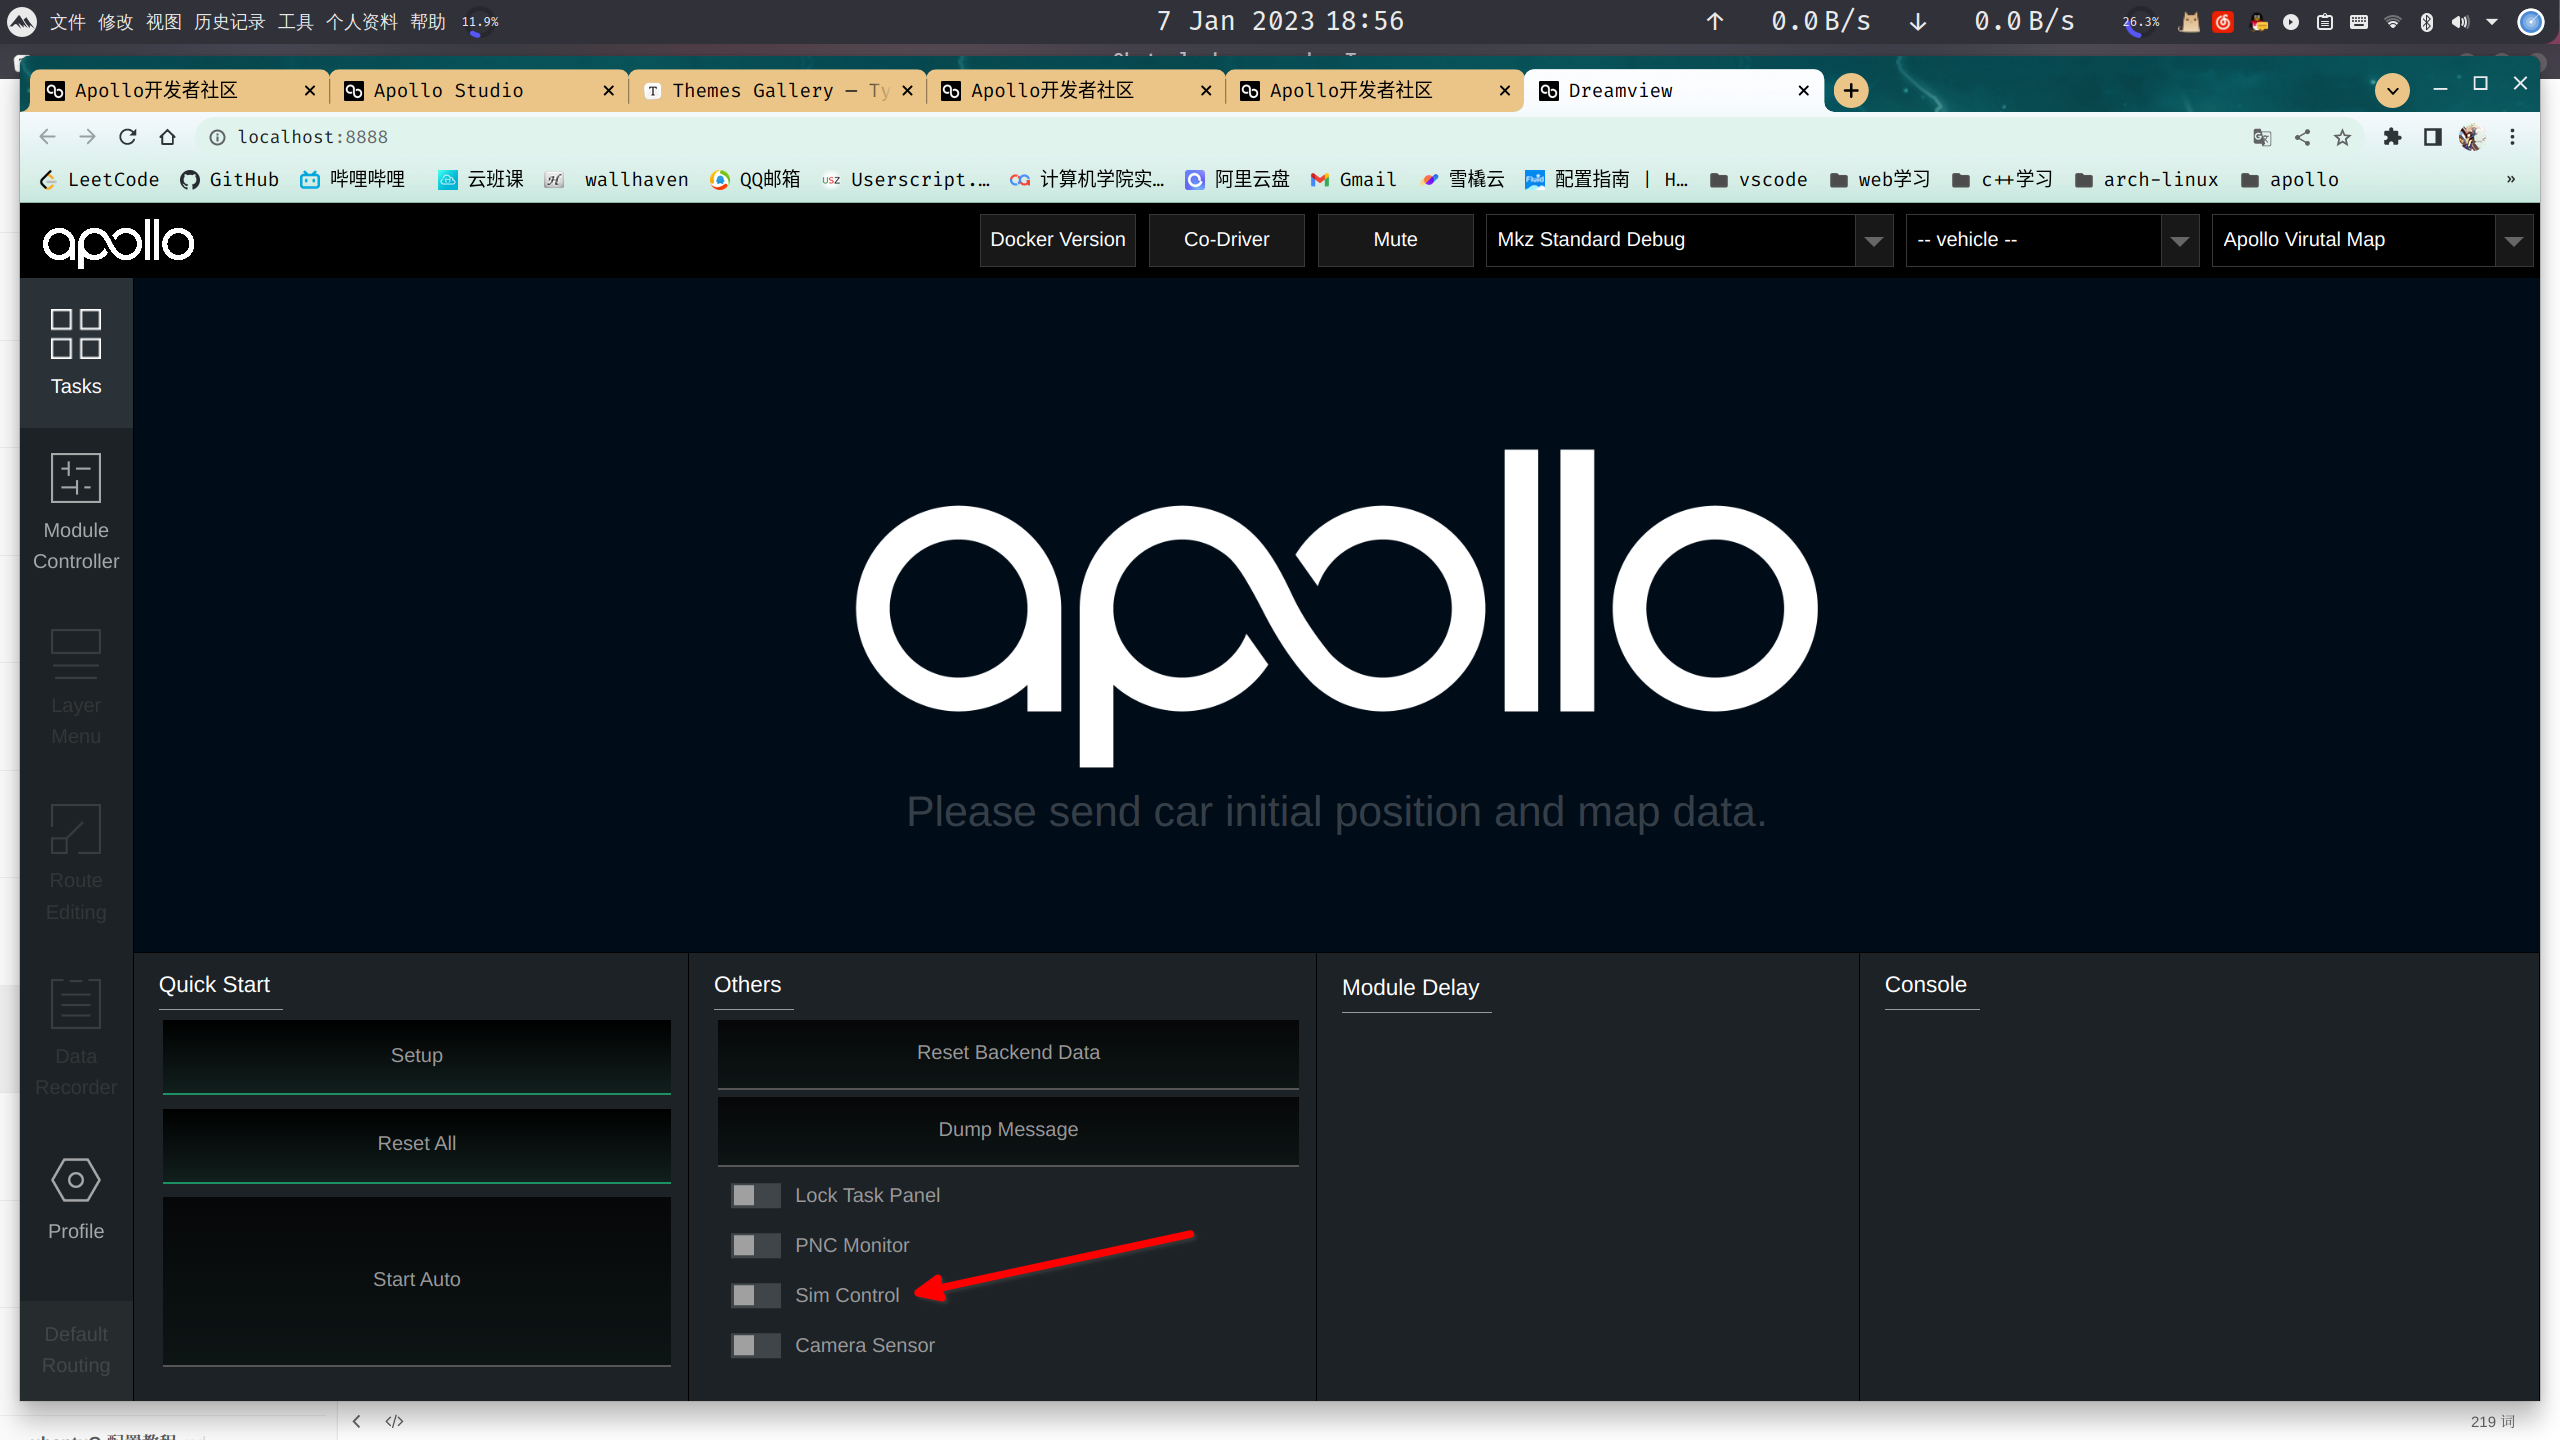 文件 修改 视图 历史记录 工具 个人资料 帮助 11.9% 7 Jan 2023 18:56 ↑ 0.0 B/s ↓ 0.0 B/s 26.3%
Apollo开发者社区 Apollo Studio Themes Gallery — Ty Apollo开发者社区 Apollo开发者社区 Dreamview
localhost:8888
LeetCode GitHub 哔哩哔哩 云班课 wallhaven QQ邮箱 Userscript.… 计算机学院实… 阿里云盘 Gmail 雪橇云 配置指南 | H… vscode web学习 c++学习 arch-linux apollo »
apollo Docker Version Co-Driver Mute Mkz Standard Debug -- vehicle -- Apollo Virutal Map
Tasks
Module
Controller
Layer
Menu
Route
Editing
Data
Recorder
Profile
Default
Routing
apollo
Please send car initial position and map data.
Quick Start
Setup
Reset All
Start Auto
Others
Reset Backend Data
Dump Message
Lock Task Panel
PNC Monitor
Sim Control
Camera Sensor
Module Delay
Console
219 词